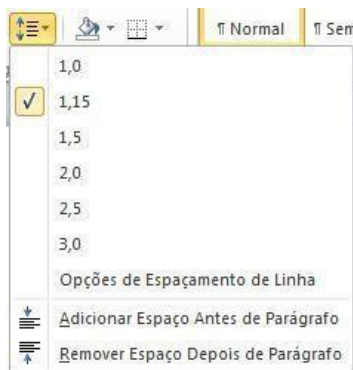 ¶ Normal ¶ Sem
1,0
1,15
1,5
2,0
2,5
3,0
Opções de Espaçamento de Linha
Adicionar Espaço Antes de Parágrafo
Remover Espaço Depois de Parágrafo